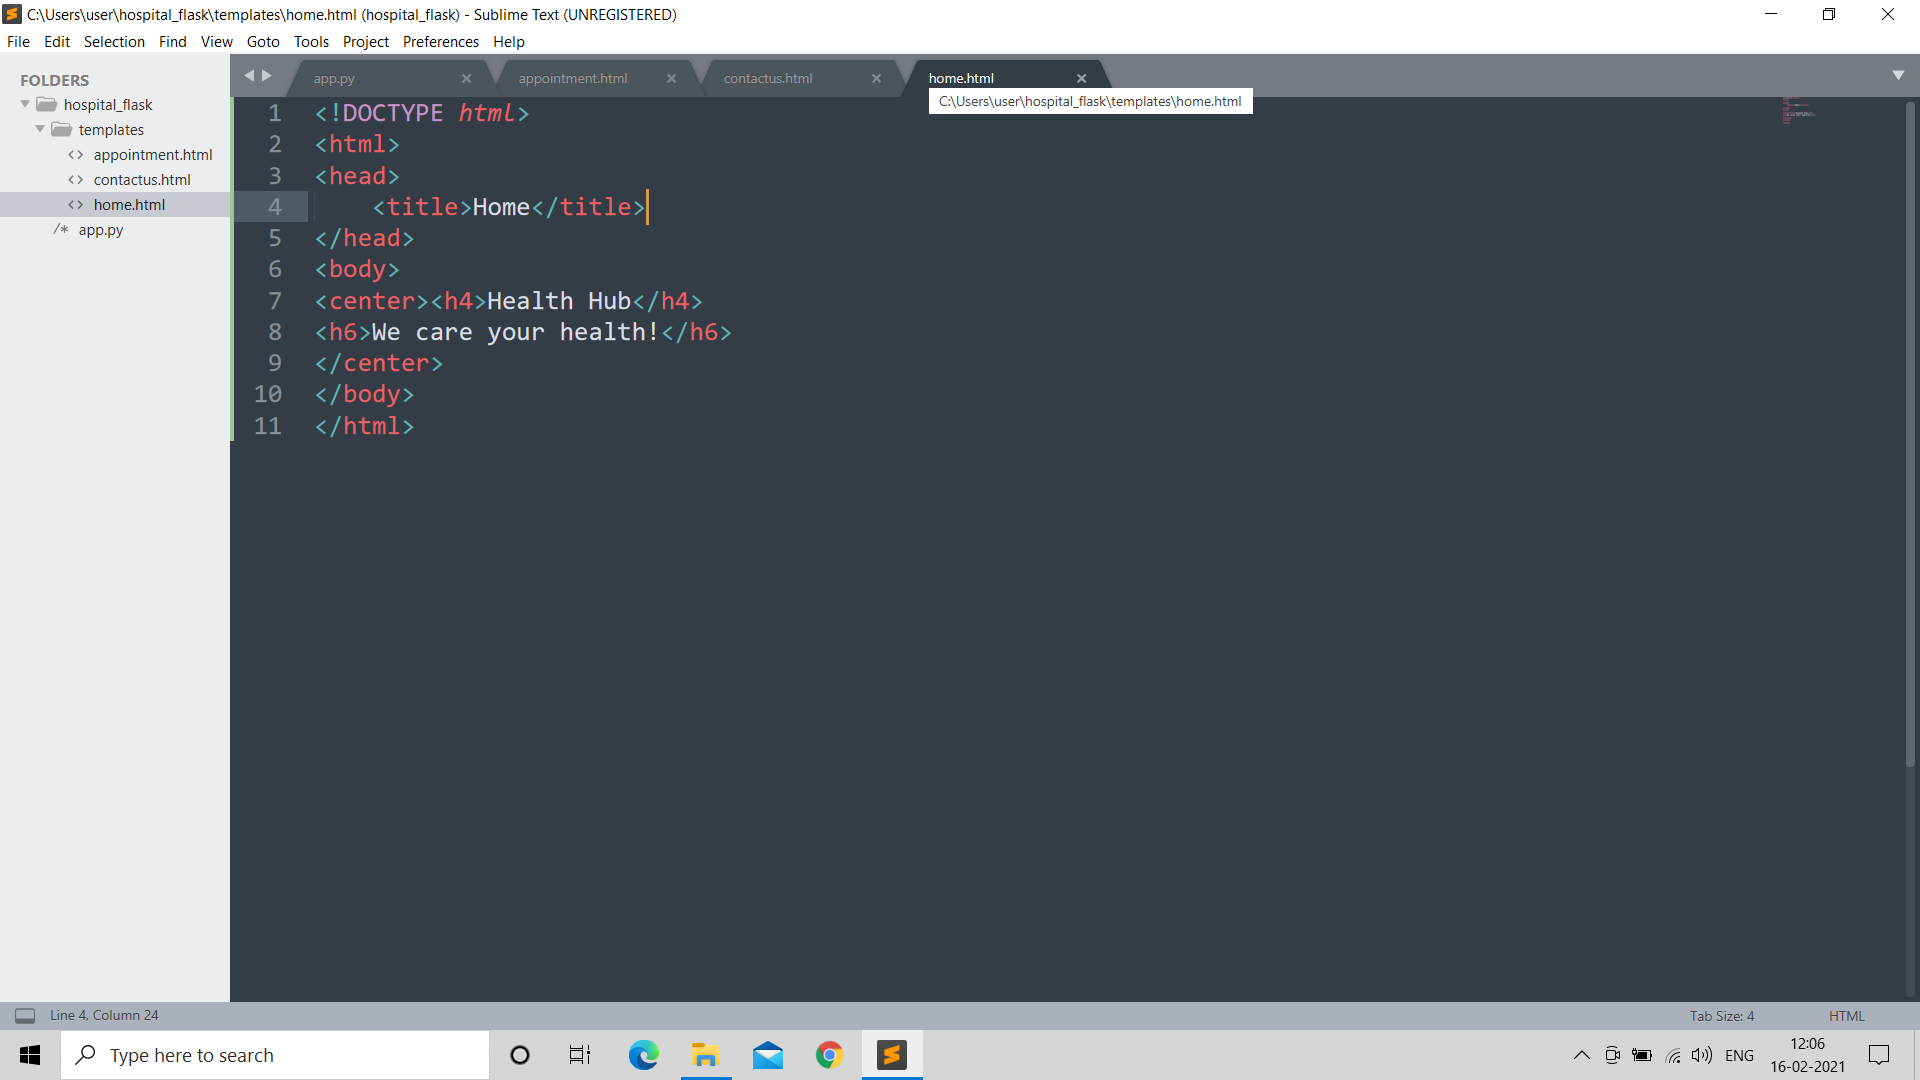 C:\Users\user\hospital_flask\templates\home.html (hospital_flask) - Sublime Text (UNREGISTERED)
File Edit Selection Find View Goto Tools Project Preferences Help
FOLDERS
hospital_flask
templates
appointment.html
contactus.html
home.html
app.py
app.py appointment.html contactus.html home.html
C:\Users\user\hospital_flask\templates\home.html
1 <!DOCTYPE html>
2 <html>
3 <head>
4     <title>Home</title>
5 </head>
6 <body>
7 <center><h4>Health Hub</h4>
8 <h6>We care your health!</h6>
9 </center>
10 </body>
11 </html>
Line 4, Column 24 Tab Size: 4 HTML
Type here to search
ENG
12:06
16-02-2021